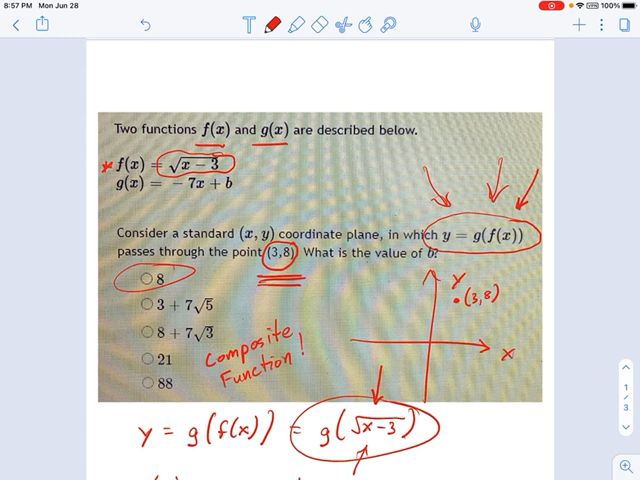 8:57 PM Mon Jun 28
VPN 100%
T
Two functions f(x) and g(x) are described below.
* f(x) = √x − 3
g(x) = − 7x + b
Consider a standard (x, y) coordinate plane, in which y = g(f(x))
passes through the point (3,8). What is the value of b?
8
3 + 7√5
8 + 7√3
21
88
Composite
Function!
y
(3,8)
x
y = g(f(x)) = g(√x−3)
1
/
3